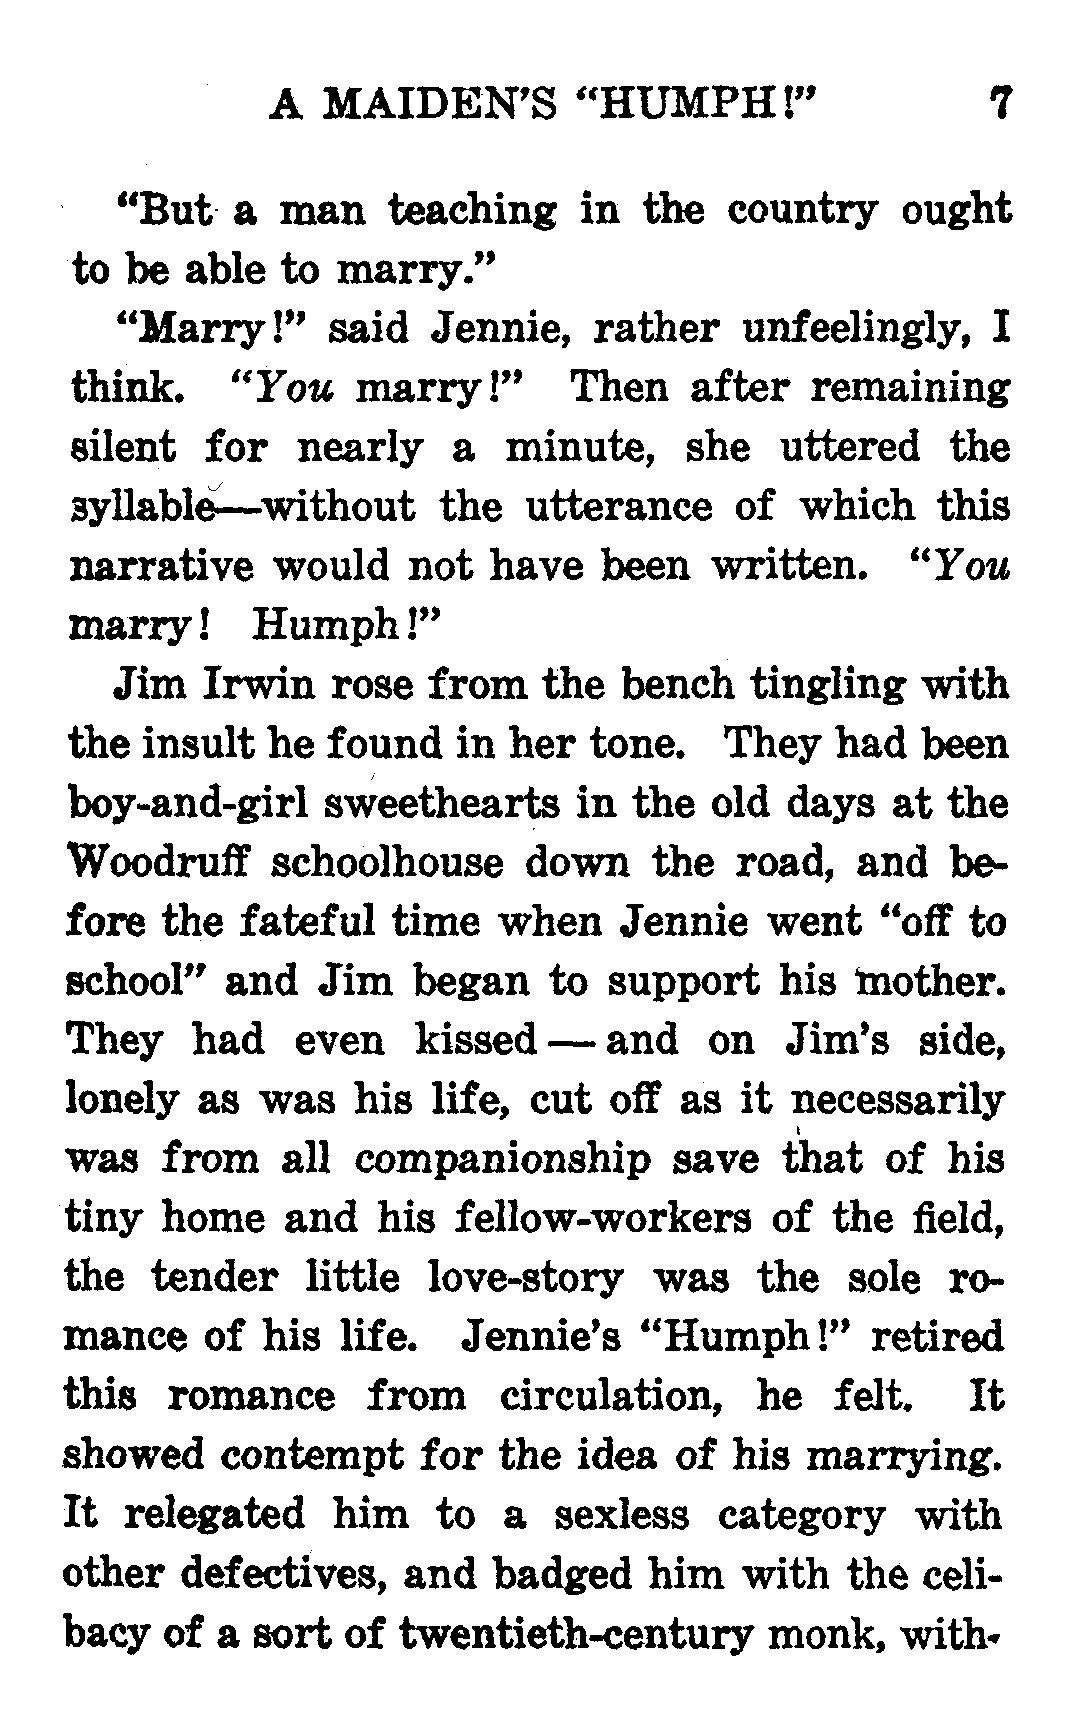 A MAIDEN'S "HUMPH!" 7
"But a man teaching in the country ought
to be able to marry."
"Marry!" said Jennie, rather unfeelingly, I
think. "You marry!" Then after remaining
silent for nearly a minute, she uttered the
syllable—without the utterance of which this
narrative would not have been written. "You
marry! Humph!"
Jim Irwin rose from the bench tingling with
the insult he found in her tone. They had been
boy-and-girl sweethearts in the old days at the
Woodruff schoolhouse down the road, and be-
fore the fateful time when Jennie went "off to
school" and Jim began to support his mother.
They had even kissed — and on Jim's side,
lonely as was his life, cut off as it necessarily
was from all companionship save that of his
tiny home and his fellow-workers of the field,
the tender little love-story was the sole ro-
mance of his life. Jennie's "Humph!" retired
this romance from circulation, he felt. It
showed contempt for the idea of his marrying.
It relegated him to a sexless category with
other defectives, and badged him with the celi-
bacy of a sort of twentieth-century monk, with-